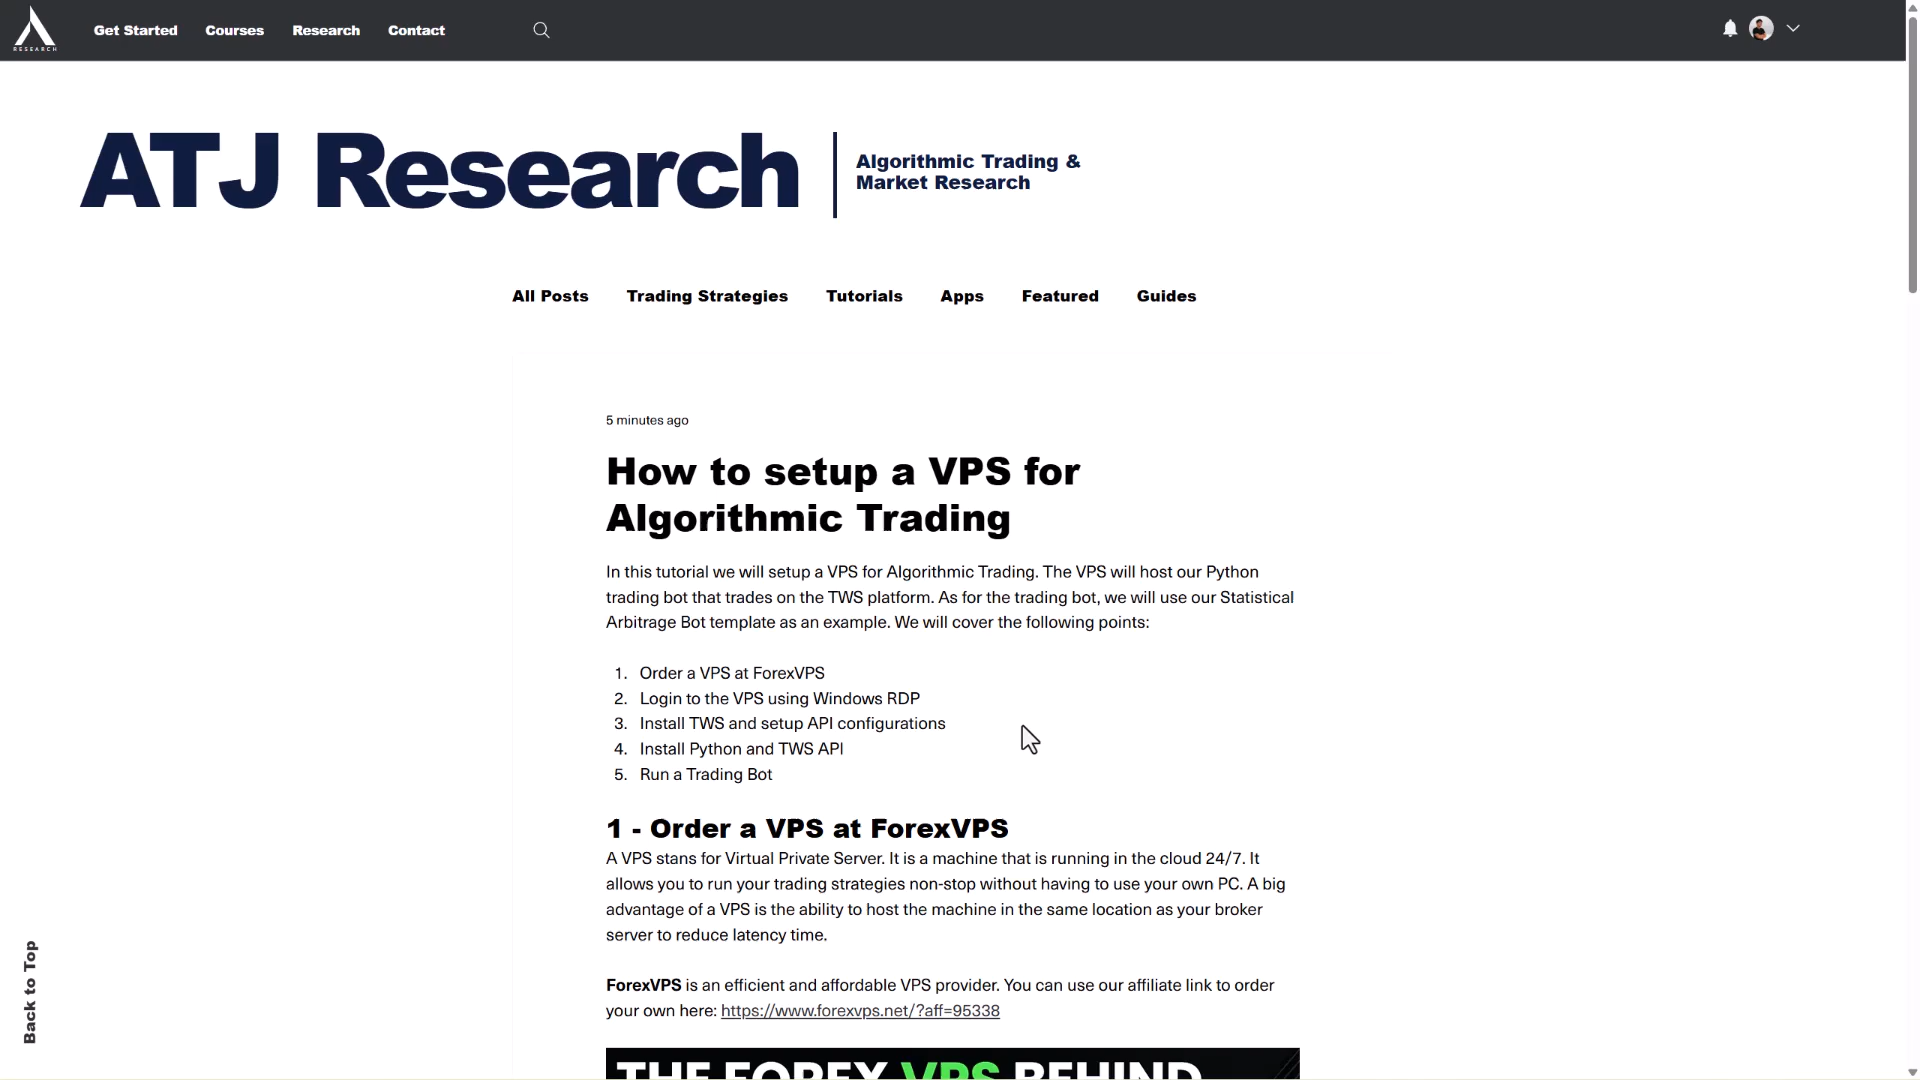 RESEARCH
Get Started Courses Research Contact
ATJ Research
Algorithmic Trading &
Market Research
All Posts Trading Strategies Tutorials Apps Featured Guides
5 minutes ago
How to setup a VPS for
Algorithmic Trading
In this tutorial we will setup a VPS for Algorithmic Trading. The VPS will host our Python
trading bot that trades on the TWS platform. As for the trading bot, we will use our Statistical
Arbitrage Bot template as an example. We will cover the following points:
1. Order a VPS at ForexVPS
2. Login to the VPS using Windows RDP
3. Install TWS and setup API configurations
4. Install Python and TWS API
5. Run a Trading Bot
1 - Order a VPS at ForexVPS
A VPS stans for Virtual Private Server. It is a machine that is running in the cloud 24/7. It
allows you to run your trading strategies non-stop without having to use your own PC. A big
advantage of a VPS is the ability to host the machine in the same location as your broker
server to reduce latency time.
ForexVPS is an efficient and affordable VPS provider. You can use our affiliate link to order
your own here: https://www.forexvps.net/?aff=95338
THE FOREX VPS BEHIND
Back to Top